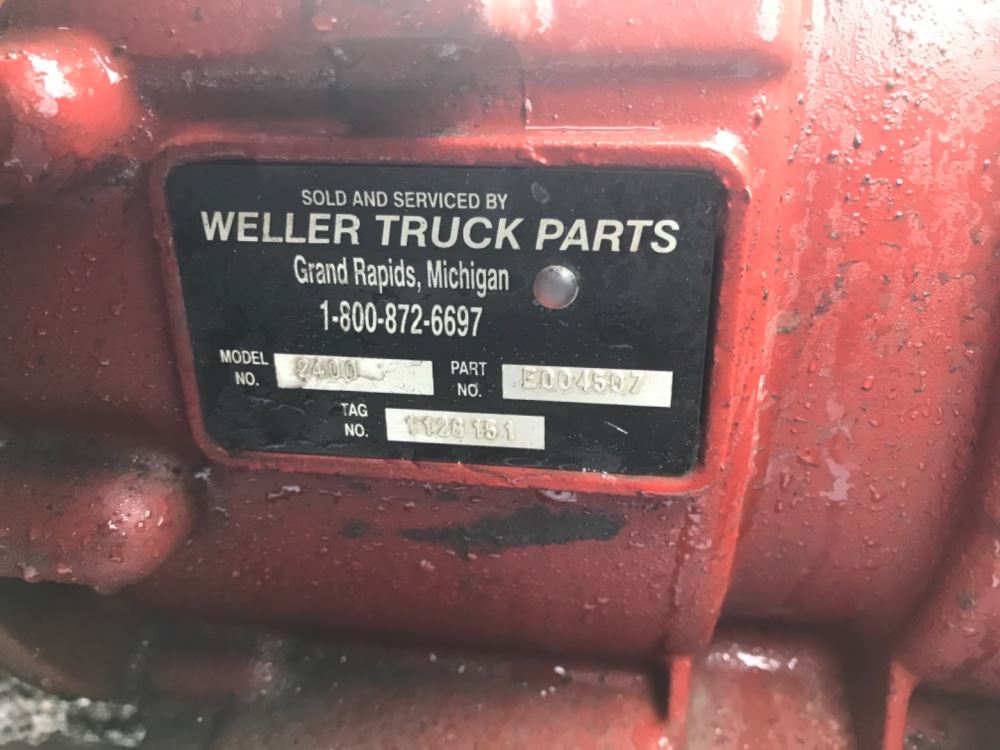 SOLD AND SERVICED BY
WELLER TRUCK PARTS
Grand Rapids, Michigan
1-800-872-6697
MODEL NO. 2400 PART NO. E004507
TAG NO. 1126151